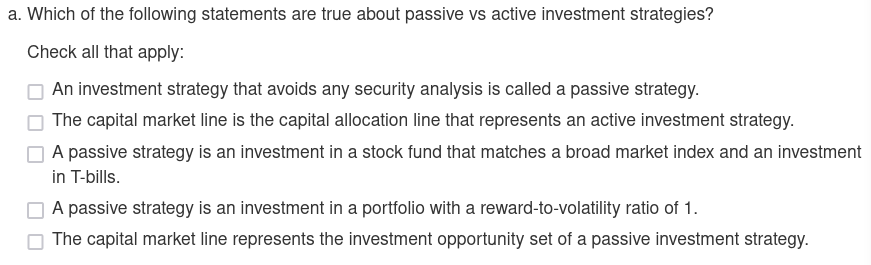 a. Which of the following statements are true about passive vs active investment strategies?
Check all that apply:
An investment strategy that avoids any security analysis is called a passive strategy.
The capital market line is the capital allocation line that represents an active investment strategy.
A passive strategy is an investment in a stock fund that matches a broad market index and an investment
in T-bills.
A passive strategy is an investment in a portfolio with a reward-to-volatility ratio of 1.
The capital market line represents the investment opportunity set of a passive investment strategy.